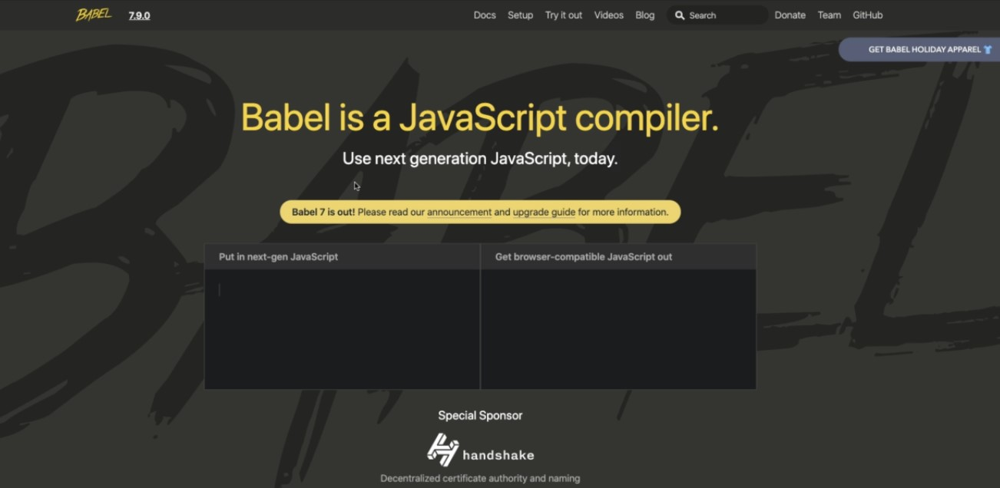 BABEL 7.9.0 Docs Setup Try it out Videos Blog Search Donate Team GitHub
GET BABEL HOLIDAY APPAREL
BABEL
Babel is a JavaScript compiler.
Use next generation JavaScript, today.
Babel 7 is out! Please read our announcement and upgrade guide for more information.
Put in next-gen JavaScript Get browser-compatible JavaScript out
Special Sponsor
handshake
Decentralized certificate authority and naming